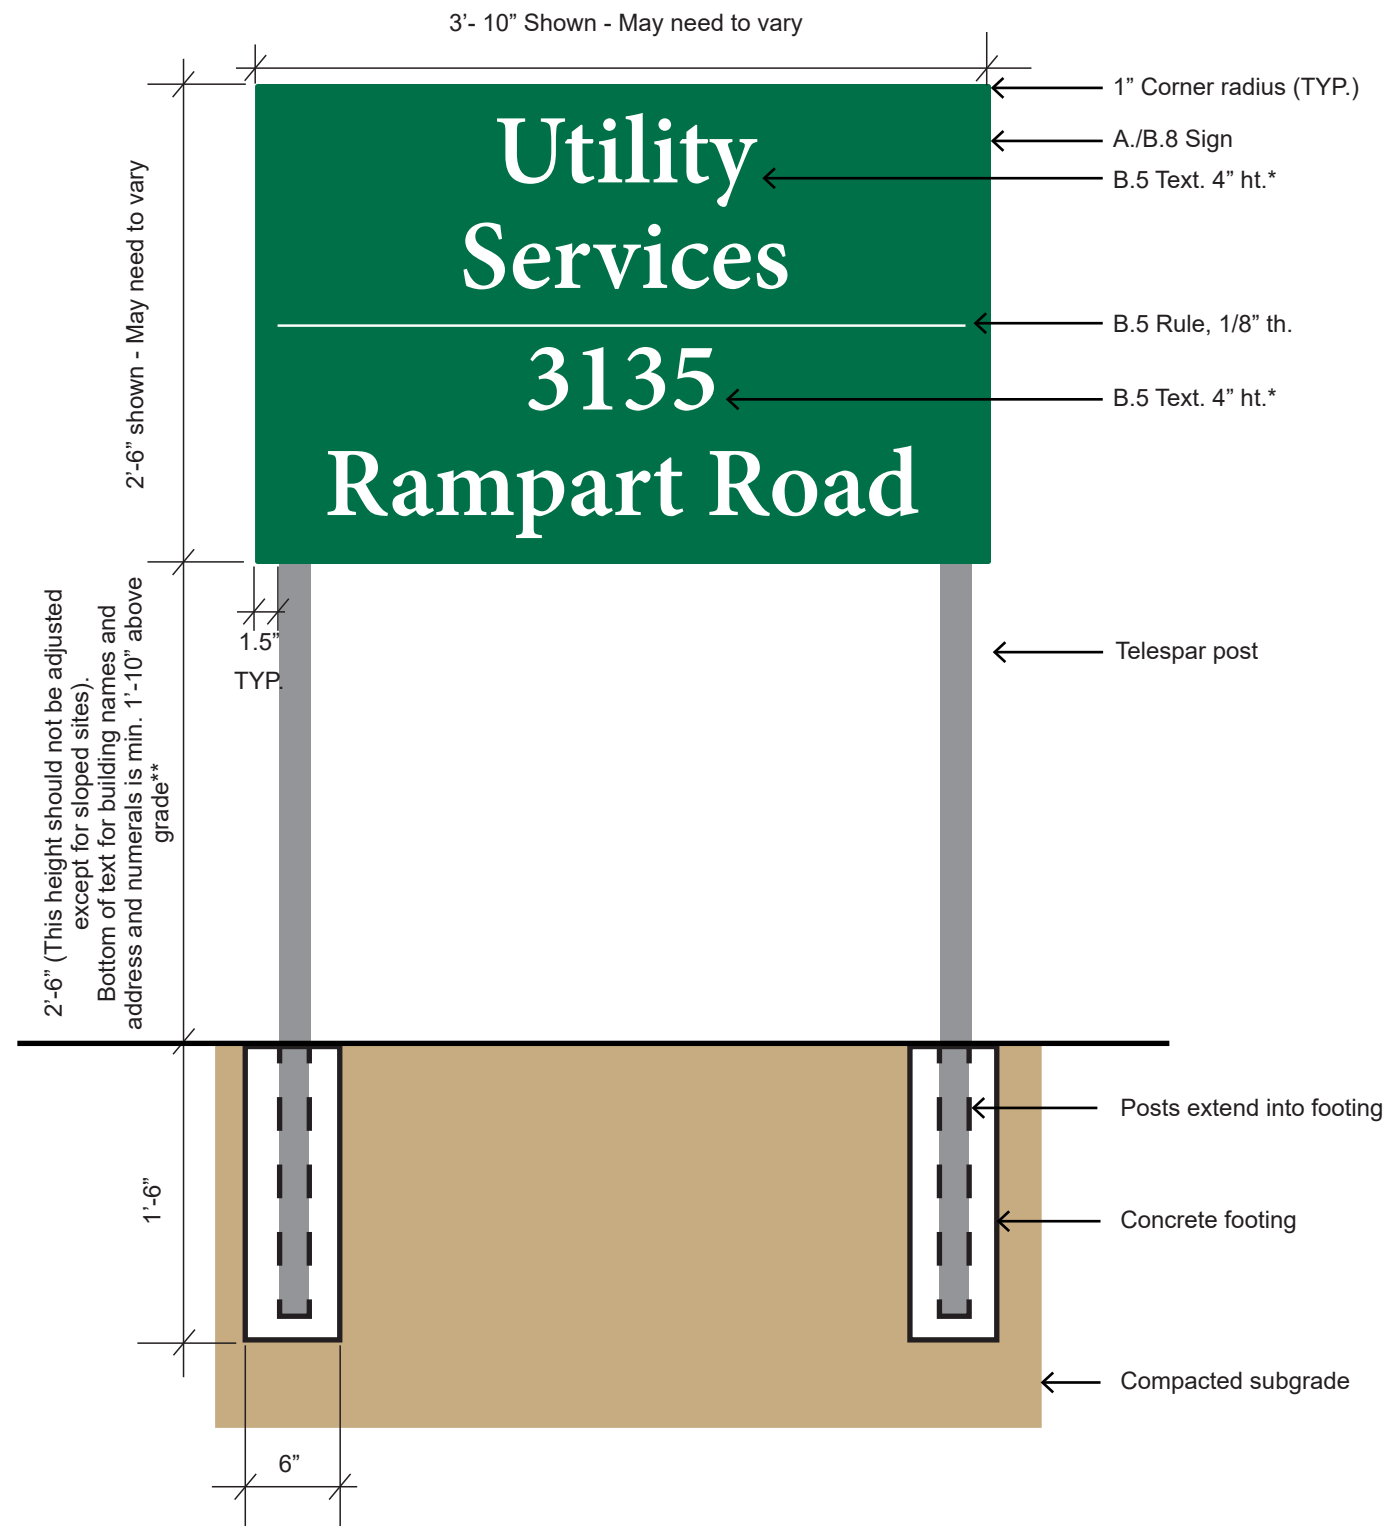 3’- 10” Shown - May need to vary
1” Corner radius (TYP.)
A./B.8 Sign
B.5 Text. 4” ht.*
Utility
Services
B.5 Rule, 1/8” th.
3135
B.5 Text. 4” ht.*
Rampart Road
2’-6” shown - May need to vary
1.5”
TYP.
Telespar post
2’-6” (This height should not be adjusted
except for sloped sites).
Bottom of text for building names and
address and numerals is min. 1’-10” above
grade**
Posts extend into footing
1’-6”
Concrete footing
Compacted subgrade
6”